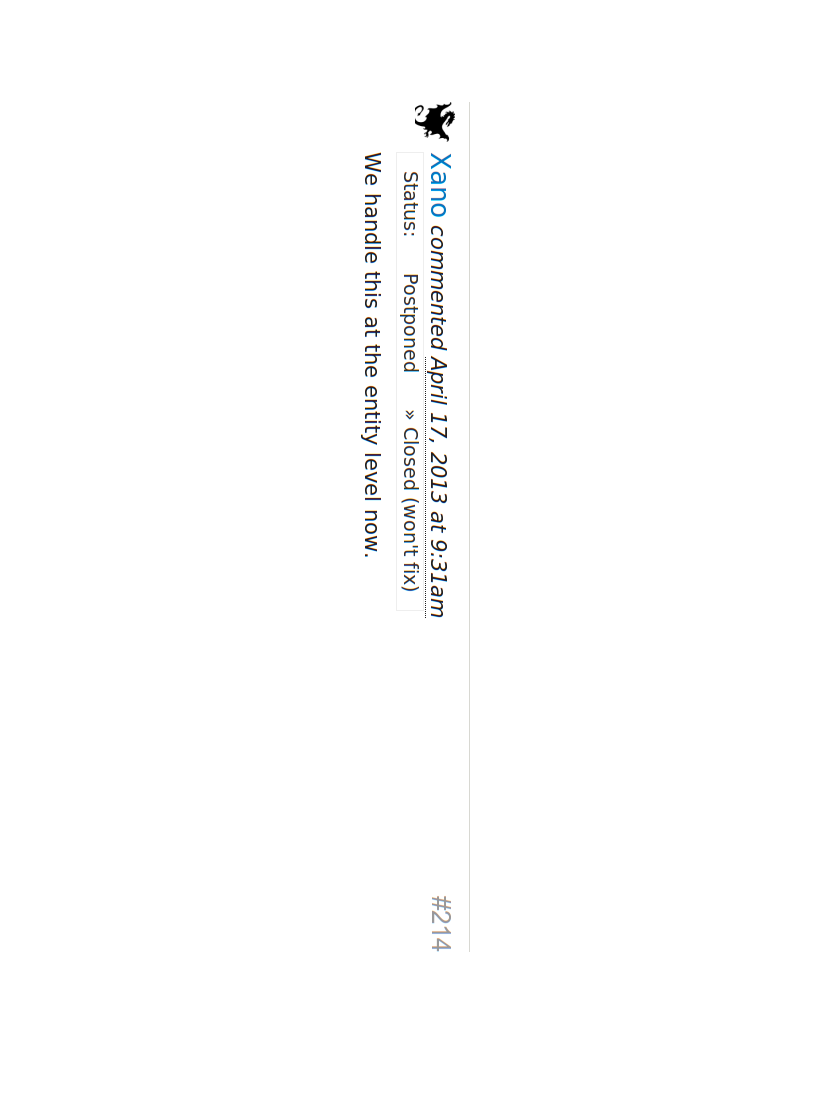 Xano commented April 17, 2013 at 9:31am #214
Status: Postponed » Closed (won't fix)
We handle this at the entity level now.